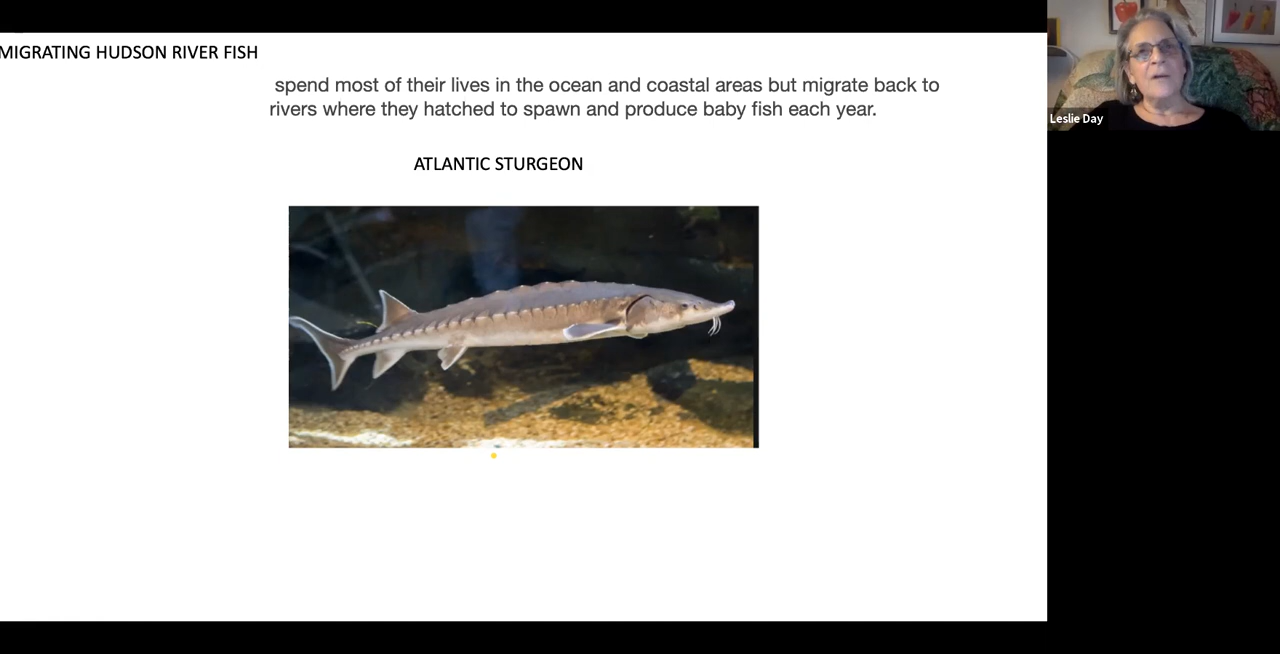 MIGRATING HUDSON RIVER FISH
spend most of their lives in the ocean and coastal areas but migrate back to
rivers where they hatched to spawn and produce baby fish each year.
ATLANTIC STURGEON
Leslie Day